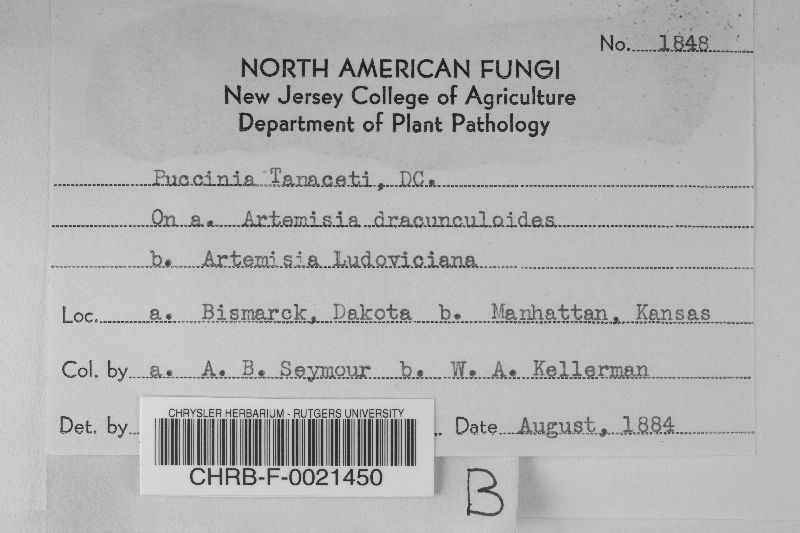 No. 1848
NORTH AMERICAN FUNGI
New Jersey College of Agriculture
Department of Plant Pathology
Puccinia Tanaceti, DC.
On a. Artemisia dracunculoides
b. Artemisia Ludoviciana
Loc. a. Bismarck, Dakota b. Manhattan, Kansas
Col. by a. A. B. Seymour b. W. A. Kellerman
Det. by Date August, 1884
CHRYSLER HERBARIUM - RUTGERS UNIVERSITY
CHRB-F-0021450
B